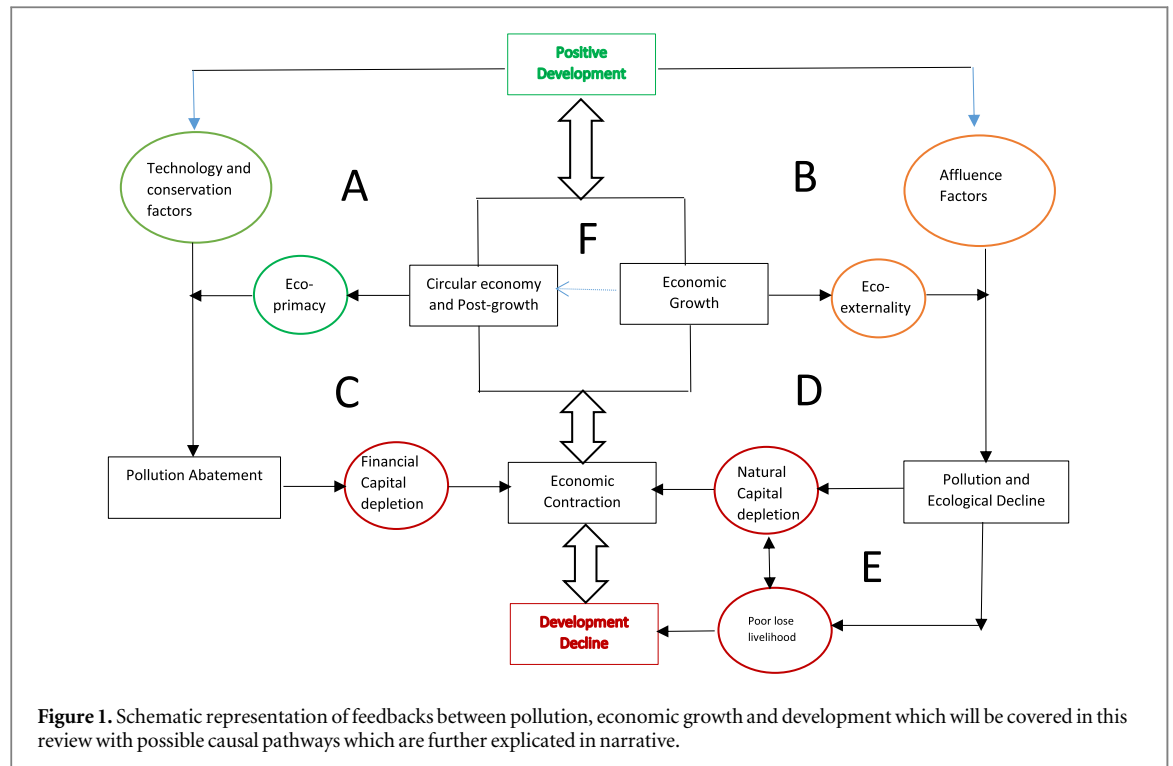 Positive
Development
Technology and
conservation
factors
A
B
Affluence
Factors
F
Eco-
primacy
Circular economy
and Post-growth
Economic
Growth
Eco-
externality
C
D
Pollution Abatement
Financial
Capital
depletion
Economic
Contraction
Natural
Capital
depletion
Pollution and
Ecological Decline
E
Development
Decline
Poor lose
livelihood
Figure 1. Schematic representation of feedbacks between pollution, economic growth and development which will be covered in this
review with possible causal pathways which are further explicated in narrative.